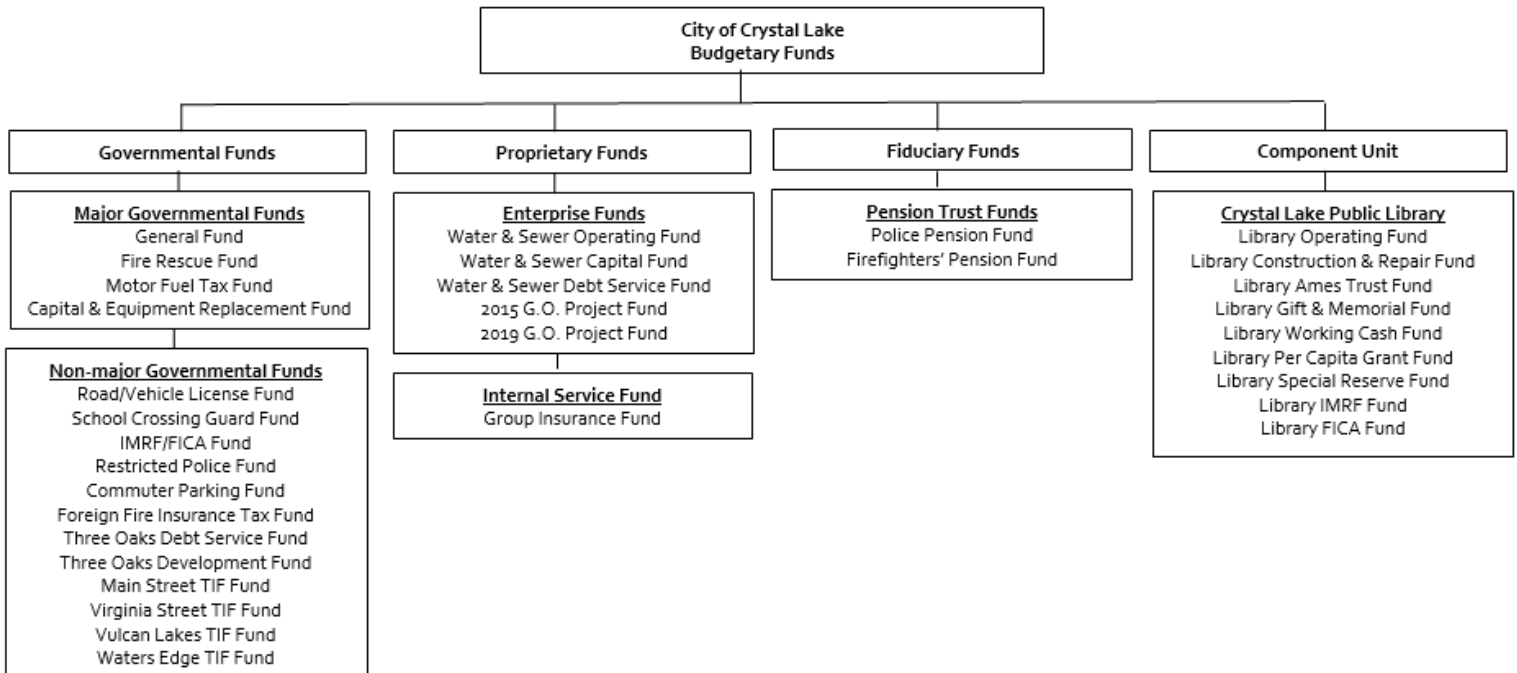 City of Crystal Lake
Budgetary Funds
Governmental Funds
Major Governmental Funds
General Fund
Fire Rescue Fund
Motor Fuel Tax Fund
Capital & Equipment Replacement Fund
Non-major Governmental Funds
Road/Vehicle License Fund
School Crossing Guard Fund
IMRF/FICA Fund
Restricted Police Fund
Commuter Parking Fund
Foreign Fire Insurance Tax Fund
Three Oaks Debt Service Fund
Three Oaks Development Fund
Main Street TIF Fund
Virginia Street TIF Fund
Vulcan Lakes TIF Fund
Waters Edge TIF Fund
Proprietary Funds
Enterprise Funds
Water & Sewer Operating Fund
Water & Sewer Capital Fund
Water & Sewer Debt Service Fund
2015 G.O. Project Fund
2019 G.O. Project Fund
Internal Service Fund
Group Insurance Fund
Fiduciary Funds
Pension Trust Funds
Police Pension Fund
Firefighters’ Pension Fund
Component Unit
Crystal Lake Public Library
Library Operating Fund
Library Construction & Repair Fund
Library Ames Trust Fund
Library Gift & Memorial Fund
Library Working Cash Fund
Library Per Capita Grant Fund
Library Special Reserve Fund
Library IMRF Fund
Library FICA Fund